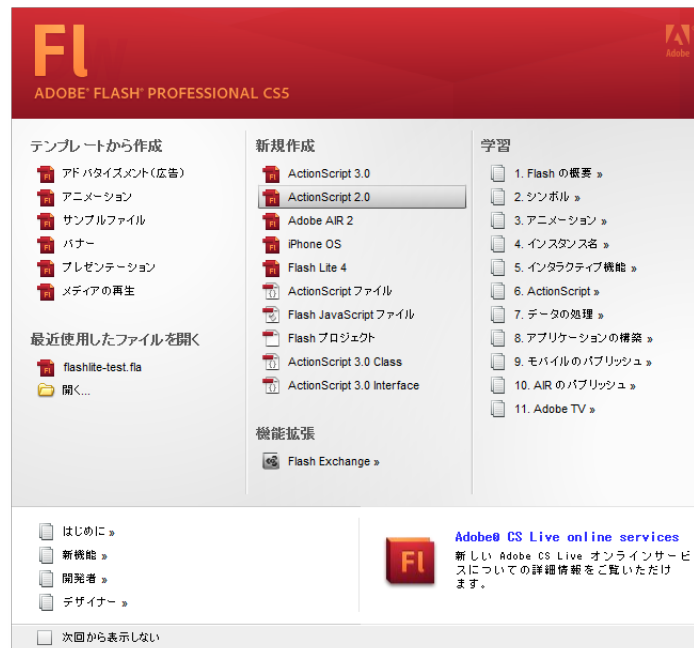 Fl
Adobe
ADOBE® FLASH® PROFESSIONAL CS5
テンプレートから作成
アドバタイズメント(広告)
アニメーション
サンプルファイル
バナー
プレゼンテーション
メディアの再生
最近使用したファイルを開く
flashlite-test.fla
開く...
新規作成
ActionScript 3.0
ActionScript 2.0
Adobe AIR 2
iPhone OS
Flash Lite 4
ActionScript ファイル
Flash JavaScript ファイル
Flash プロジェクト
ActionScript 3.0 Class
ActionScript 3.0 Interface
機能拡張
Flash Exchange »
学習
1. Flash の概要 »
2. シンボル »
3. アニメーション »
4. インスタンス名 »
5. インタラクティブ機能 »
6. ActionScript »
7. データの処理 »
8. アプリケーションの構築 »
9. モバイルのパブリッシュ »
10. AIR のパブリッシュ »
11. Adobe TV »
はじめに »
新機能 »
開発者 »
デザイナー »
Fl
Adobe® CS Live online services
新しい Adobe CS Live オンラインサービ
スについての詳細情報をご覧いただけ
ます。
次回から表示しない